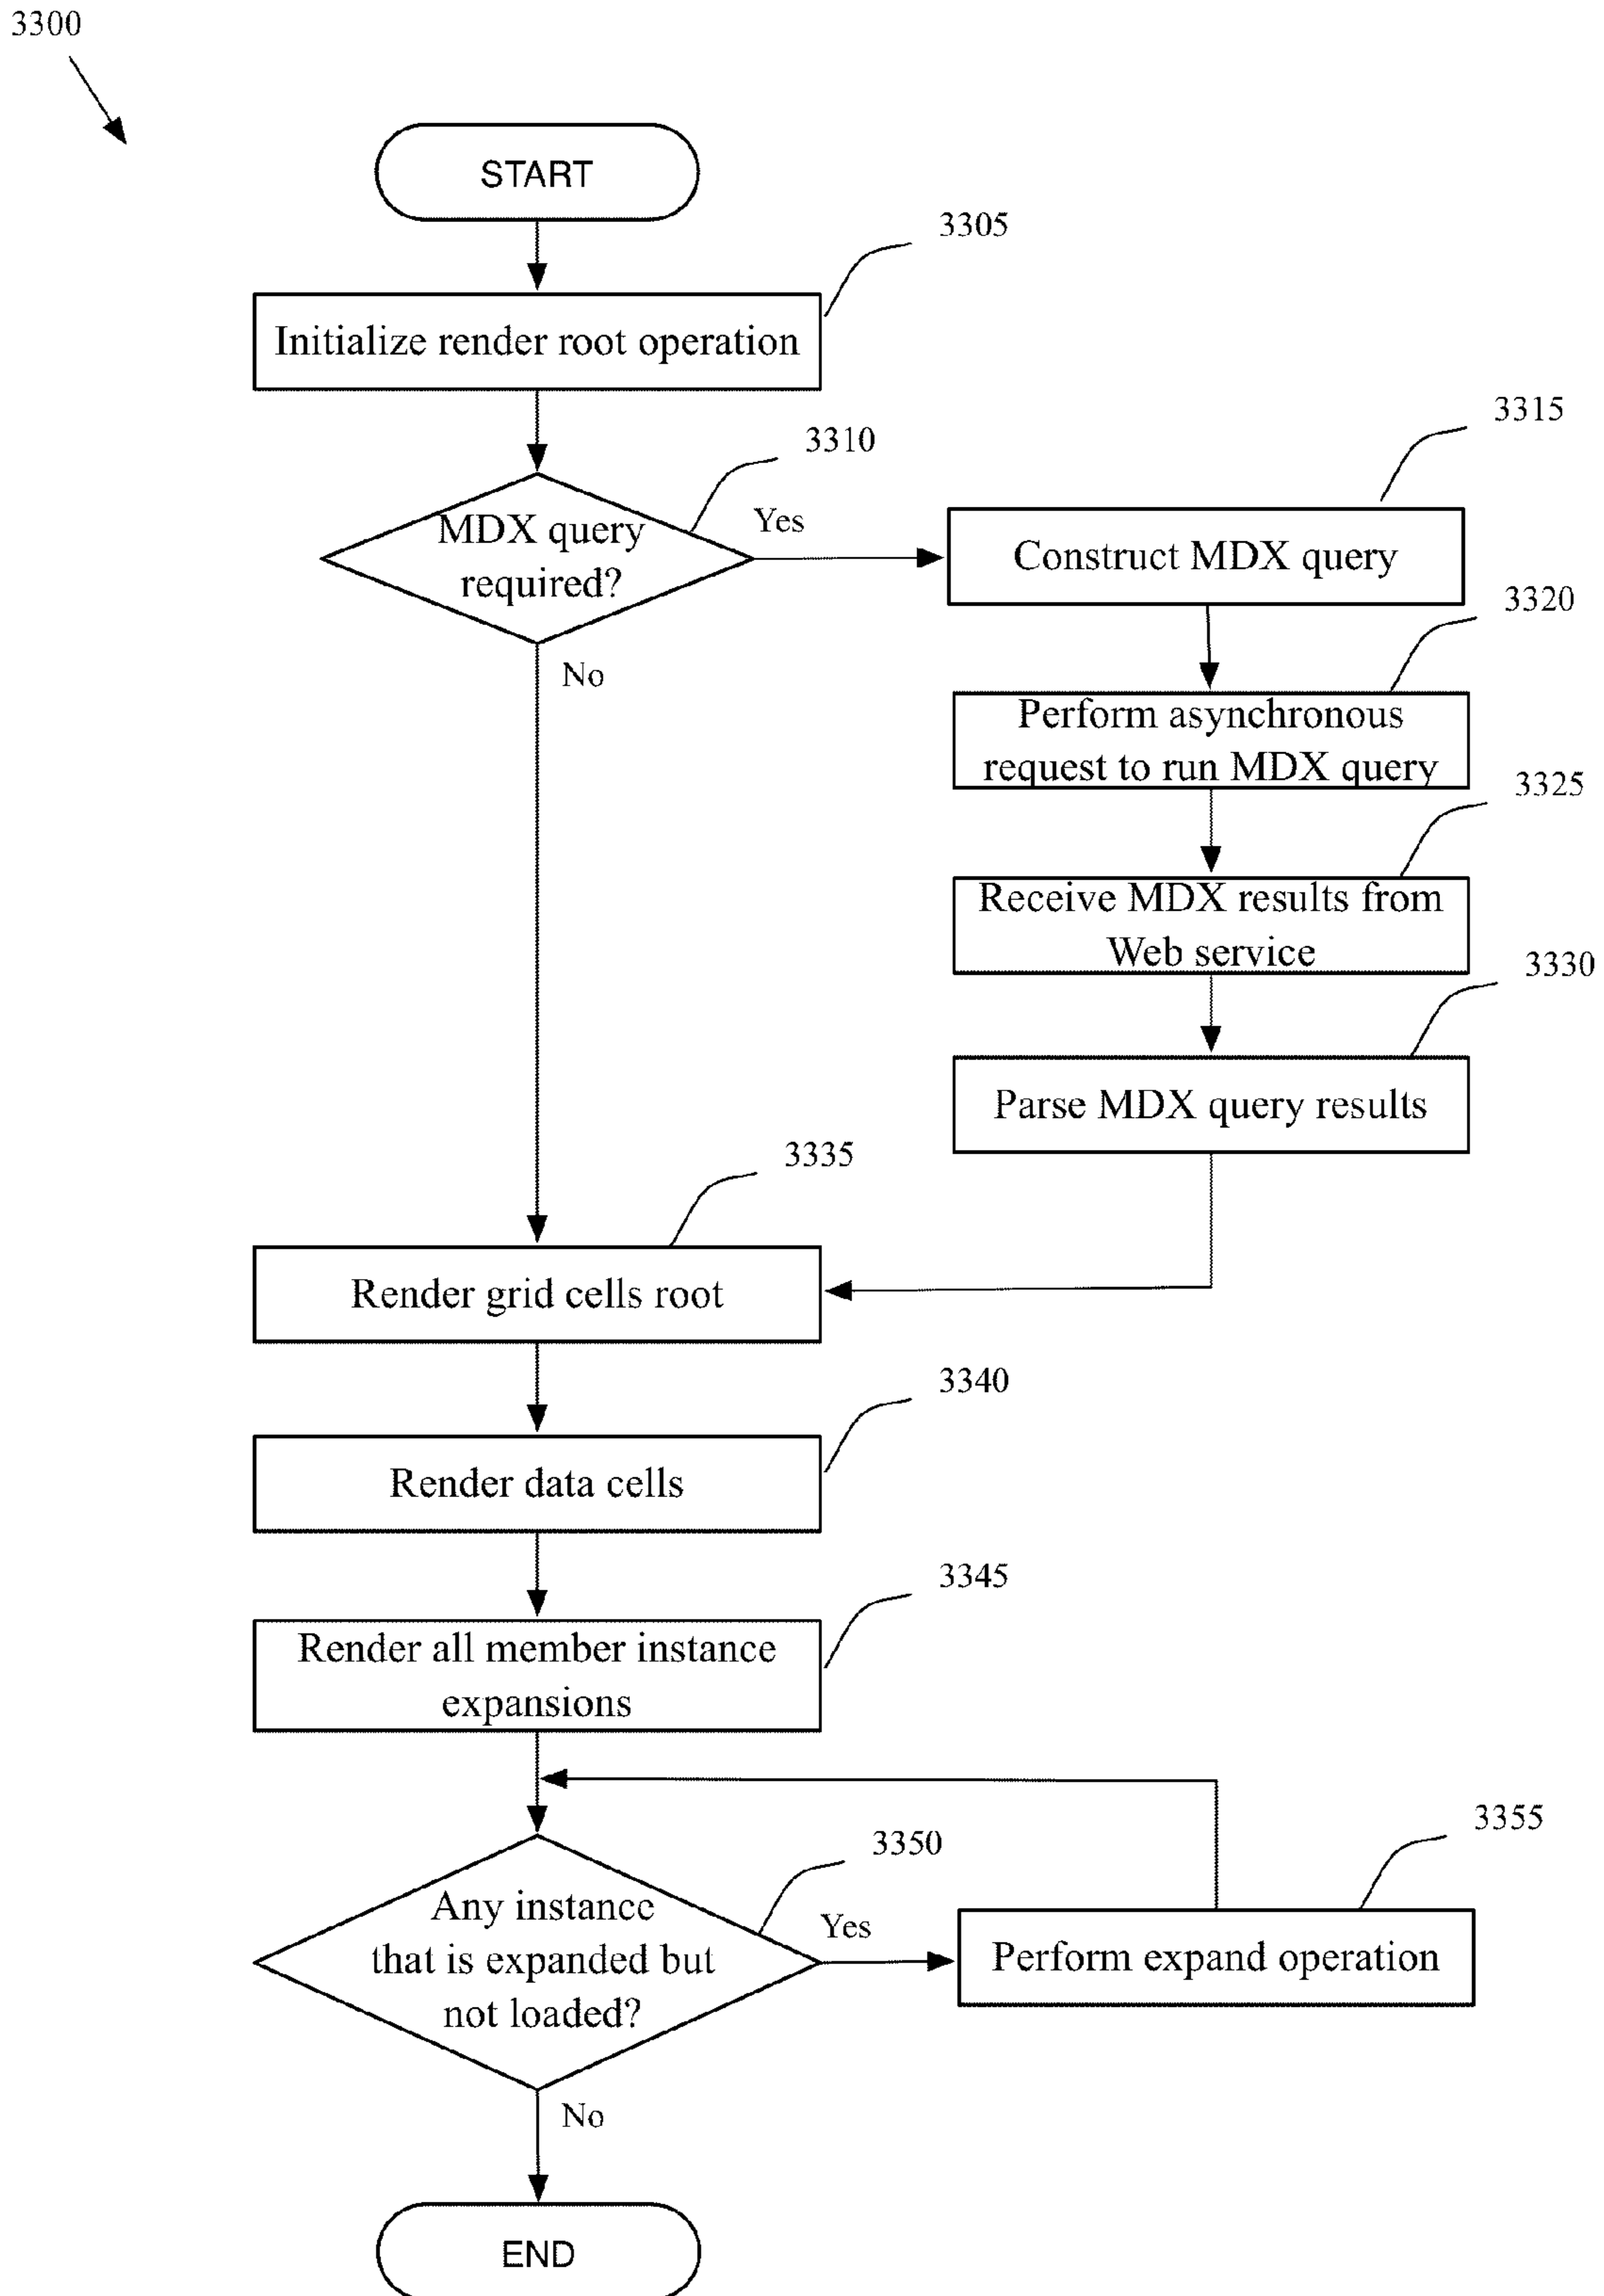 3300
START
3305
Initialize render root operation
3310
3315
MDX query
required?
Yes
Construct MDX query
3320
No
Perform asynchronous
request to run MDX query
3325
Receive MDX results from
Web service
3330
Parse MDX query results
3335
Render grid cells root
3340
Render data cells
3345
Render all member instance
expansions
3350
3355
Any instance
that is expanded but
not loaded?
Yes
Perform expand operation
No
END